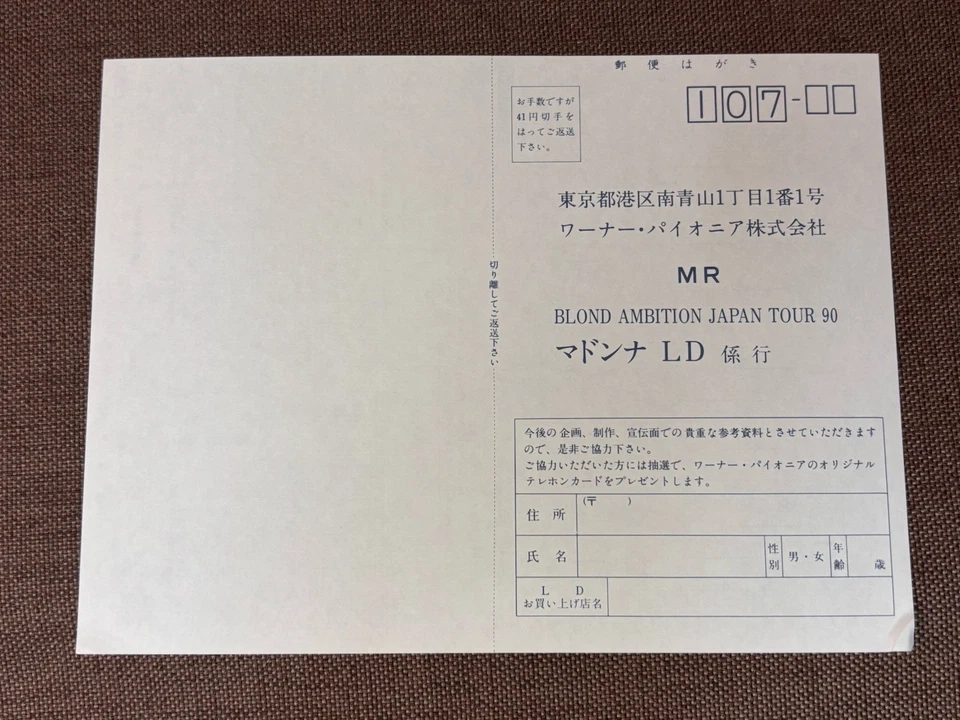 郵便はがき
お手数ですが
41円切手を
はってご返送
下さい。
107-
東京都港区南青山1丁目1番1号
ワーナー・パイオニア株式会社
MR
BLOND AMBITION JAPAN TOUR 90
マドンナ LD 係行
切り離してご返送下さい
今後の企画、制作、宣伝面での貴重な参考資料とさせていただきます
ので、是非ご協力下さい。
ご協力いただいた方には抽選で、ワーナー・パイオニアのオリジナル
テレホンカードをプレゼントします。
住所 (〒 )
氏名 性別 男・女 年齢 歳
LD
お買い上げ店名